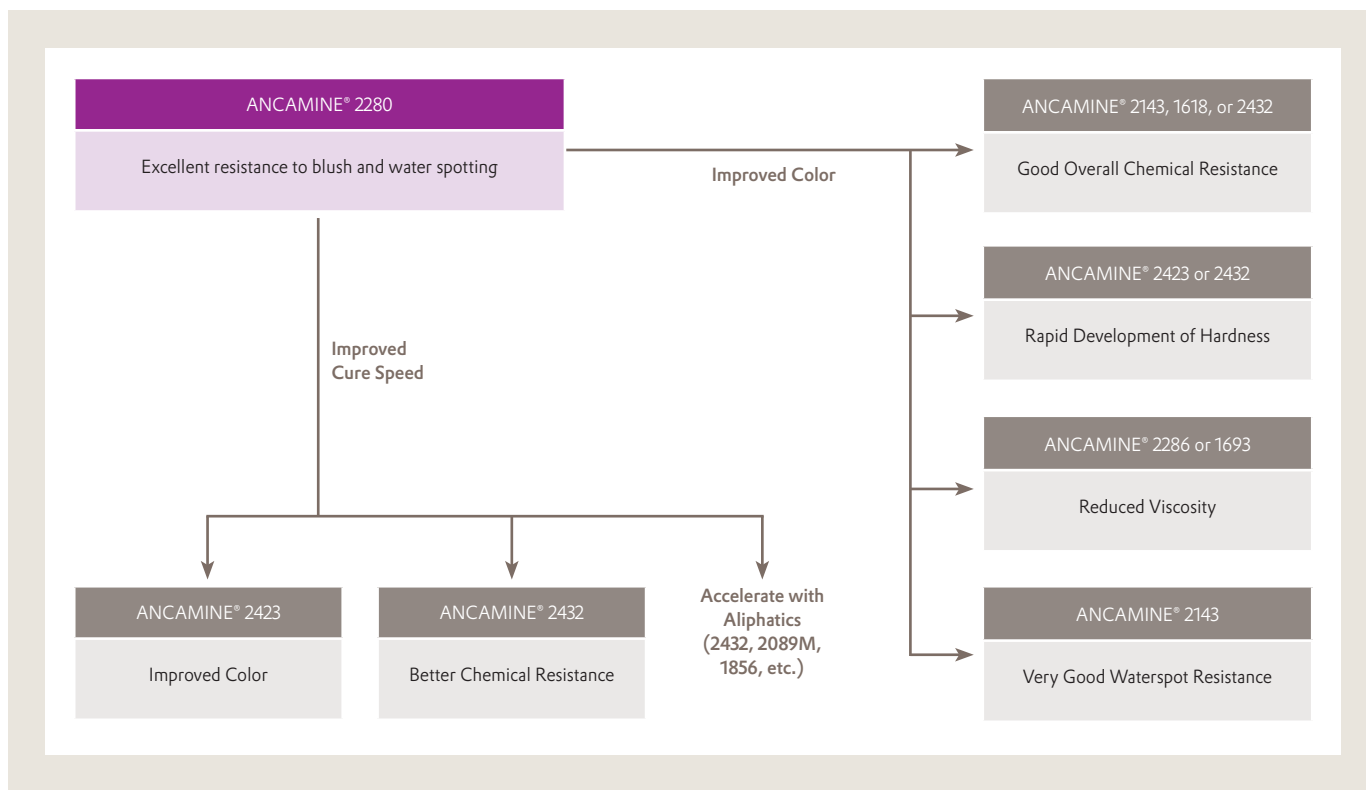 ANCAMINE® 2280
Excellent resistance to blush and water spotting
Improved Color
ANCAMINE® 2143, 1618, or 2432
Good Overall Chemical Resistance
ANCAMINE® 2423 or 2432
Rapid Development of Hardness
ANCAMINE® 2286 or 1693
Reduced Viscosity
ANCAMINE® 2143
Very Good Waterspot Resistance
Improved
Cure Speed
ANCAMINE® 2423
Improved Color
ANCAMINE® 2432
Better Chemical Resistance
Accelerate with
Aliphatics
(2432, 2089M,
1856, etc.)